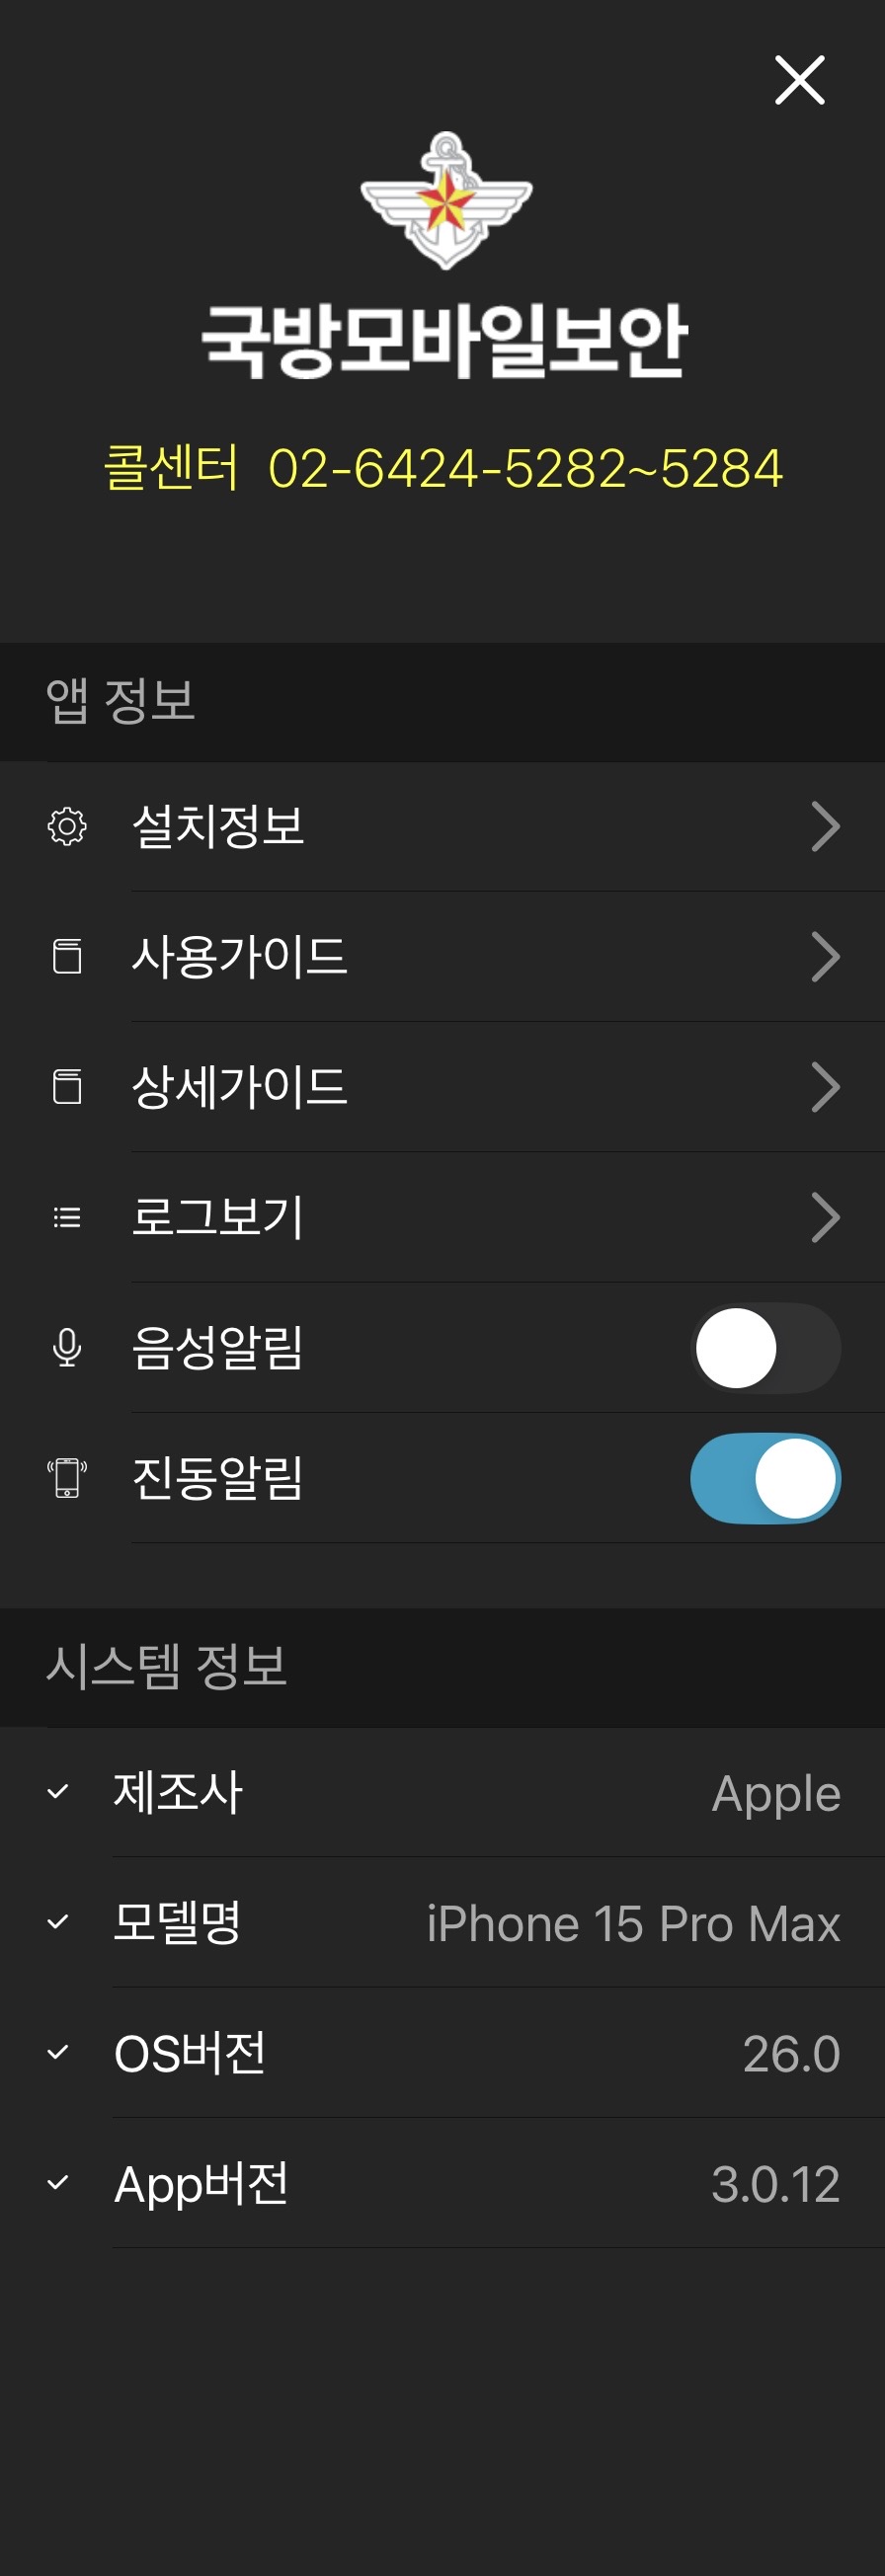 국방모바일보안
콜센터 02-6424-5282~5284
앱 정보
설치정보
사용가이드
상세가이드
로그보기
음성알림
진동알림
시스템 정보
제조사 Apple
모델명 iPhone 15 Pro Max
OS버전 26.0
App버전 3.0.12